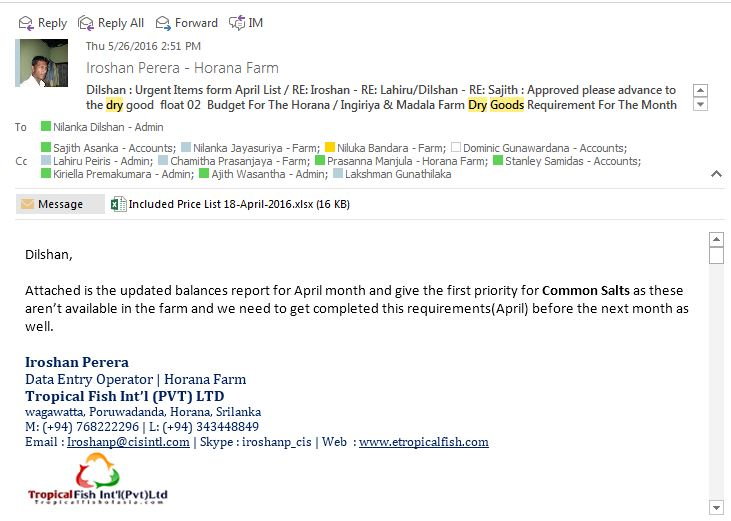 Reply Reply All Forward IM
Thu 5/26/2016 2:51 PM
Iroshan Perera - Horana Farm
Dilshan : Urgent Items form April List / RE: Iroshan - RE: Lahiru/Dilshan - RE: Sajith : Approved please advance to
the dry good float 02 Budget For The Horana / Ingiriya & Madala Farm Dry Goods Requirement For The Month
To Nilanka Dilshan - Admin
Sajith Asanka - Accounts; Nilanka Jayasuriya - Farm; Niluka Bandara - Farm; Dominic Gunawardana - Accounts;
Cc Lahiru Peiris - Admin; Chamitha Prasanjaya - Farm; Prasanna Manjula - Horana Farm; Stanley Samidas - Accounts;
Kiriella Premakumara - Admin; Ajith Wasantha - Admin; Lakshman Gunathilaka
Message Included Price List 18-April-2016.xlsx (16 KB)
Dilshan,
Attached is the updated balances report for April month and give the first priority for Common Salts as these
aren’t available in the farm and we need to get completed this requirements(April) before the next month as
well.
Iroshan Perera
Data Entry Operator | Horana Farm
Tropical Fish Int’l (PVT) LTD
wagawatta, Poruwadanda, Horana, Srilanka
M: (+94) 768222296 | L: (+94) 343448849
Email : Iroshanp@cisintl.com | Skype : iroshanp_cis | Web : www.etropicalfish.com
TropicalFish Int'l(Pvt)Ltd
Tropicalfishofasia.com